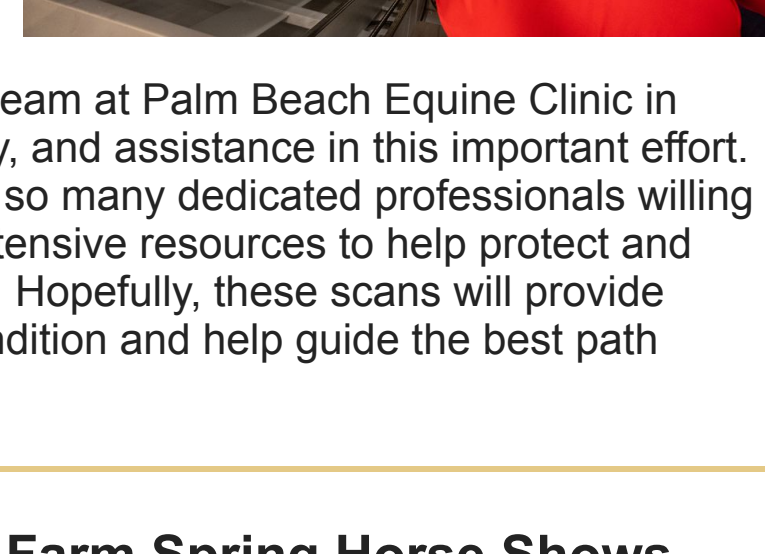 eam at Palm Beach Equine Clinic in
y, and assistance in this important effort.
so many dedicated professionals willing
tensive resources to help protect and
Hopefully, these scans will provide
ndition and help guide the best path
Farm Spring Horse Shows